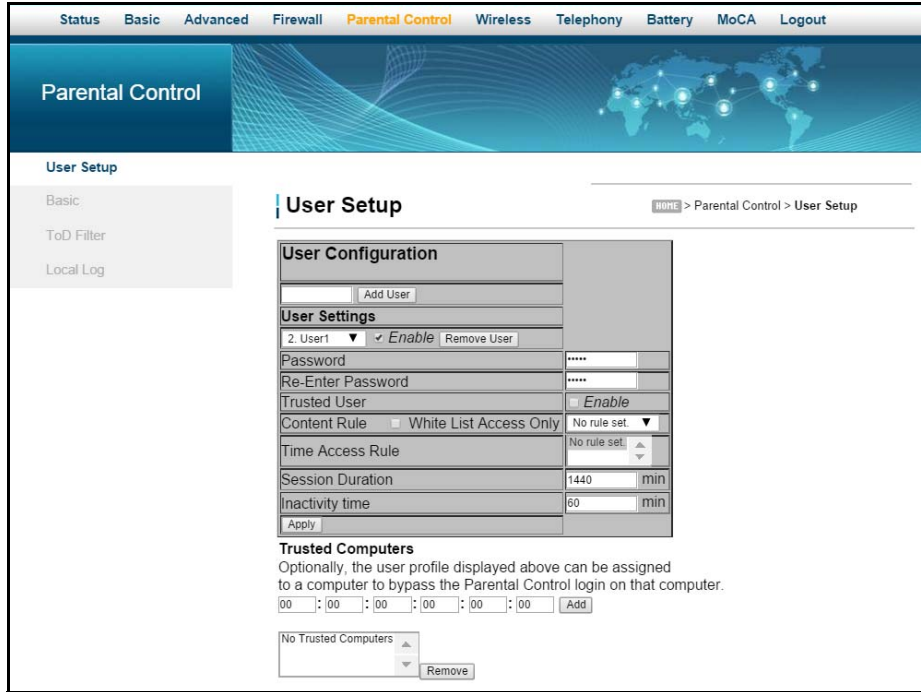 Status Basic Advanced Firewall Parental Control Wireless Telephony Battery MoCA Logout
Parental Control
User Setup
Basic
ToD Filter
Local Log
User Setup
HOME > Parental Control > User Setup
User Configuration
Add User
User Settings
2. User1 ▼ Enable Remove User
Password •••••
Re-Enter Password •••••
Trusted User Enable
Content Rule White List Access Only No rule set. ▼
Time Access Rule No rule set.
Session Duration 1440 min
Inactivity time 60 min
Apply
Trusted Computers
Optionally, the user profile displayed above can be assigned
to a computer to bypass the Parental Control login on that computer.
00 : 00 : 00 : 00 : 00 : 00 Add
No Trusted Computers
Remove